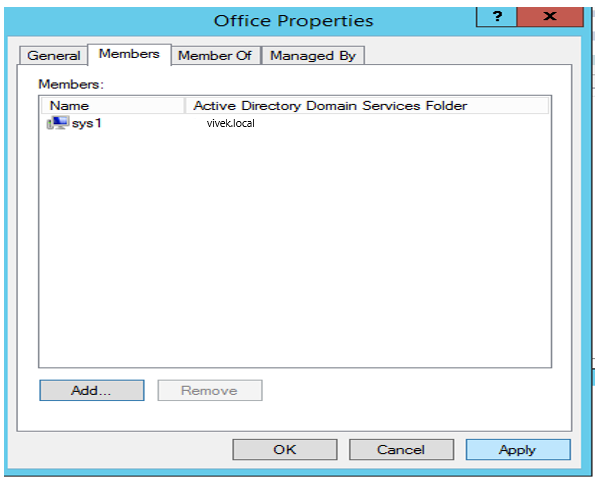 Office Properties
?
x
General Members Member Of Managed By
Members:
Name Active Directory Domain Services Folder
sys1 vivek.local
Add... Remove
OK Cancel Apply